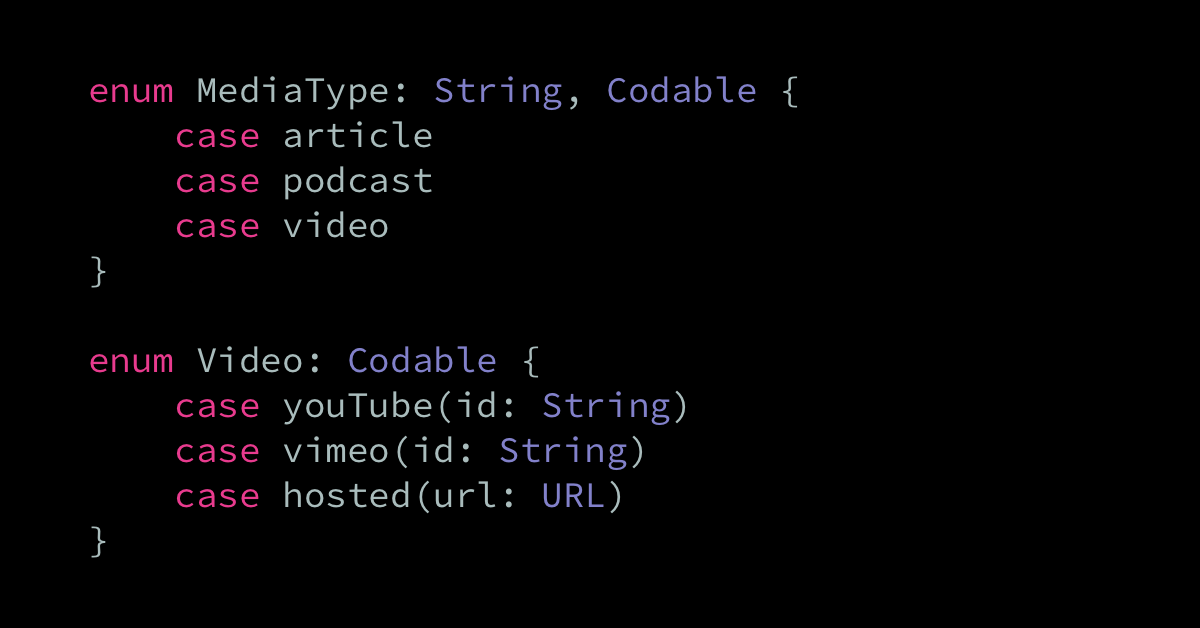 enum MediaType: String, Codable {
    case article
    case podcast
    case video
}

enum Video: Codable {
    case youTube(id: String)
    case vimeo(id: String)
    case hosted(url: URL)
}